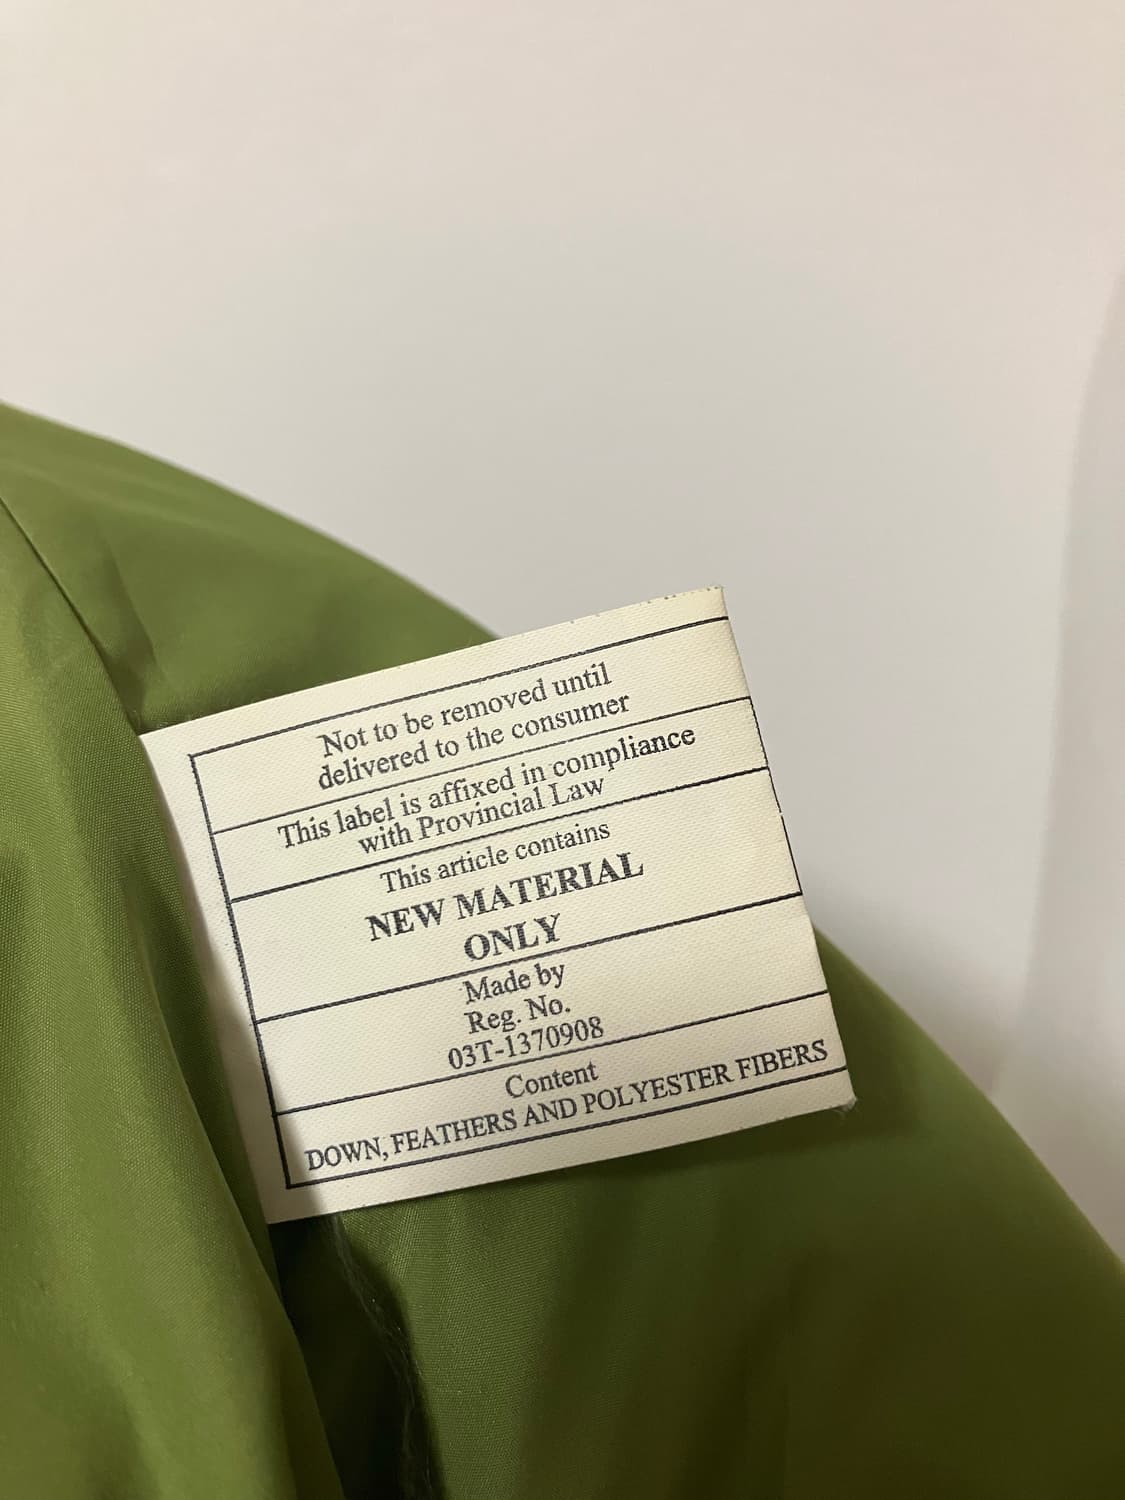 Not to be removed until
delivered to the consumer
This label is affixed in compliance
with Provincial Law
This article contains
NEW MATERIAL
ONLY
Made by
Reg. No.
03T-1370908
Content
DOWN, FEATHERS AND POLYESTER FIBERS